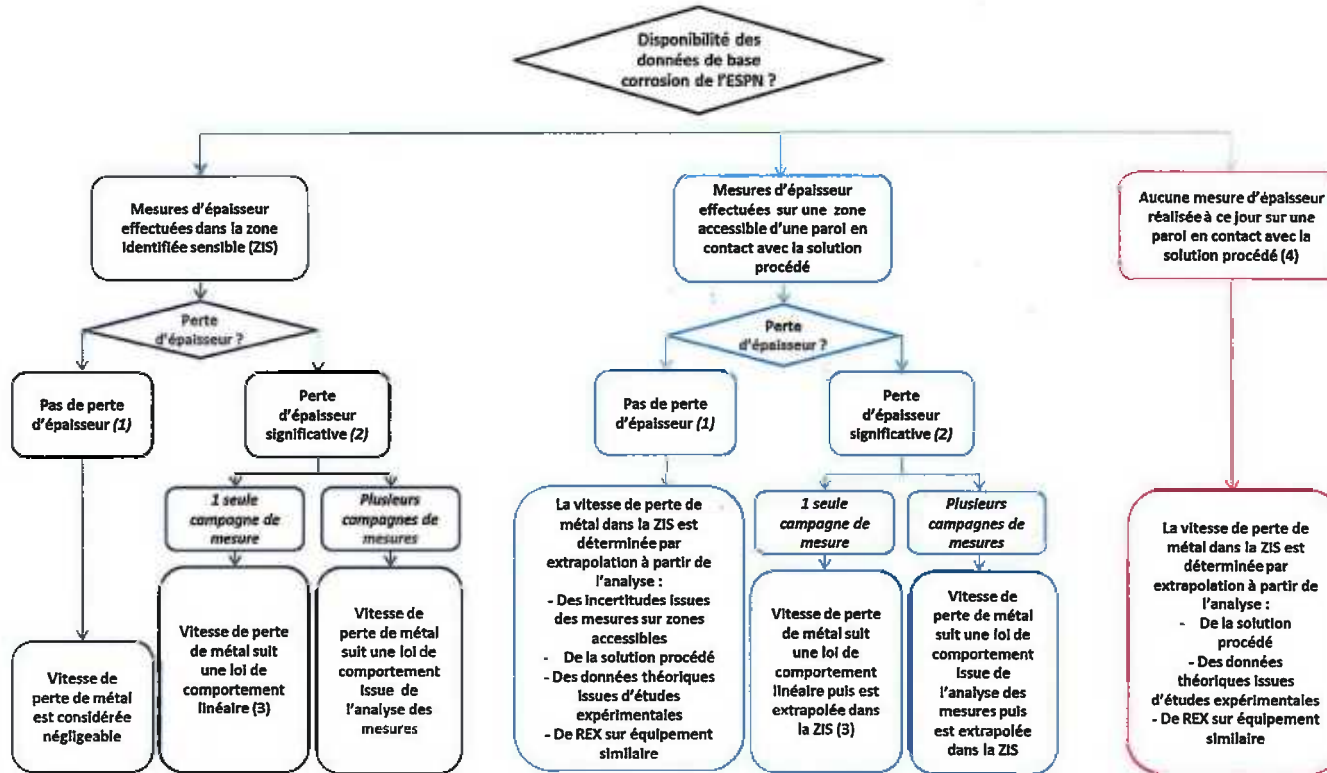 Disponibilité des
données de base
corrosion de l'ESPN ?
Mesures d'épaisseur
effectuées dans la zone
identifiée sensible (ZIS)
Mesures d'épaisseur
effectuées sur une zone
accessible d'une paroi en
contact avec la solution
procédé
Aucune mesure d'épaisseur
réalisée à ce jour sur une
paroi en contact avec la
solution procédé (4)
Perte
d'épaisseur ?
Perte
d'épaisseur ?
Pas de perte
d'épaisseur (1)
Perte
d'épaisseur
significative (2)
Pas de perte
d'épaisseur (1)
Perte
d'épaisseur
significative (2)
1 seule
campagne de
mesure
Plusieurs
campagnes de
mesures
1 seule
campagne de
mesure
Plusieurs
campagnes de
mesures
Vitesse de
perte de métal
est considérée
négligeable
Vitesse de perte
de métal suit
une loi de
comportement
linéaire (3)
Vitesse de
perte de métal
suit une loi de
comportement
issue de
l'analyse des
mesures
La vitesse de perte de
métal dans la ZIS est
déterminée par
extrapolation à partir de
l'analyse :
- Des incertitudes issues
des mesures sur zones
accessibles
- De la solution procédé
- Des données théoriques
issues d'études
expérimentales
- De REX sur équipement
similaire
Vitesse de perte
de métal suit
une loi de
comportement
linéaire puis est
extrapolée dans
la ZIS (3)
Vitesse de
perte de métal
suit une loi de
comportement
issue de
l'analyse des
mesures puis
est extrapolée
dans la ZIS
La vitesse de perte de
métal dans la ZIS est
déterminée par
extrapolation à partir de
l'analyse :
- De la solution
procédé
- Des données
théoriques issues
d'études expérimentales
- De REX sur équipement
similaire